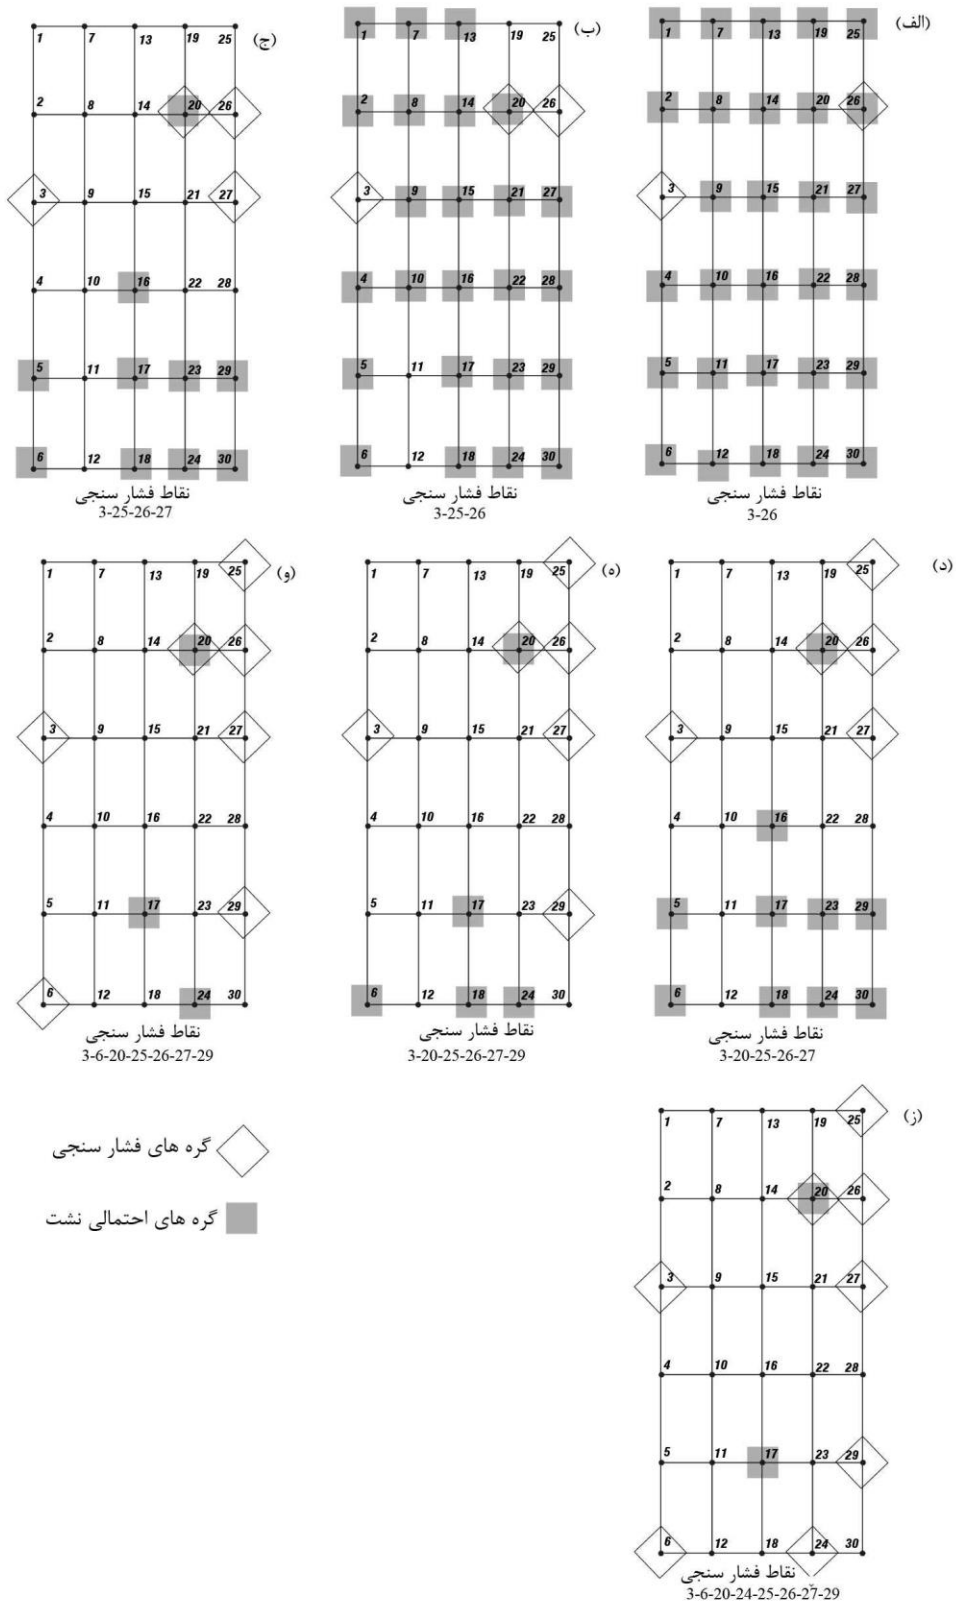 (الف)
1 7 13 19 25
2 8 14 20 26
3 9 15 21 27
4 10 16 22 28
5 11 17 23 29
6 12 18 24 30
نقاط فشار سنجی
3-26
(ب)
1 7 13 19 25
2 8 14 20 26
3 9 15 21 27
4 10 16 22 28
5 11 17 23 29
6 12 18 24 30
نقاط فشار سنجی
3-25-26
(ج)
1 7 13 19 25
2 8 14 20 26
3 9 15 21 27
4 10 16 22 28
5 11 17 23 29
6 12 18 24 30
نقاط فشار سنجی
3-25-26-27
(د)
1 7 13 19 25
2 8 14 20 26
3 9 15 21 27
4 10 16 22 28
5 11 17 23 29
6 12 18 24 30
نقاط فشار سنجی
3-20-25-26-27
(ه)
1 7 13 19 25
2 8 14 20 26
3 9 15 21 27
4 10 16 22 28
5 11 17 23 29
6 12 18 24 30
نقاط فشار سنجی
3-20-25-26-27-29
(و)
1 7 13 19 25
2 8 14 20 26
3 9 15 21 27
4 10 16 22 28
5 11 17 23 29
6 12 18 24 30
نقاط فشار سنجی
3-6-20-25-26-27-29
(ز)
1 7 13 19 25
2 8 14 20 26
3 9 15 21 27
4 10 16 22 28
5 11 17 23 29
6 12 18 24 30
نقاط فشار سنجی
3-6-20-24-25-26-27-29
گره های فشار سنجی
گره های احتمالی نشت